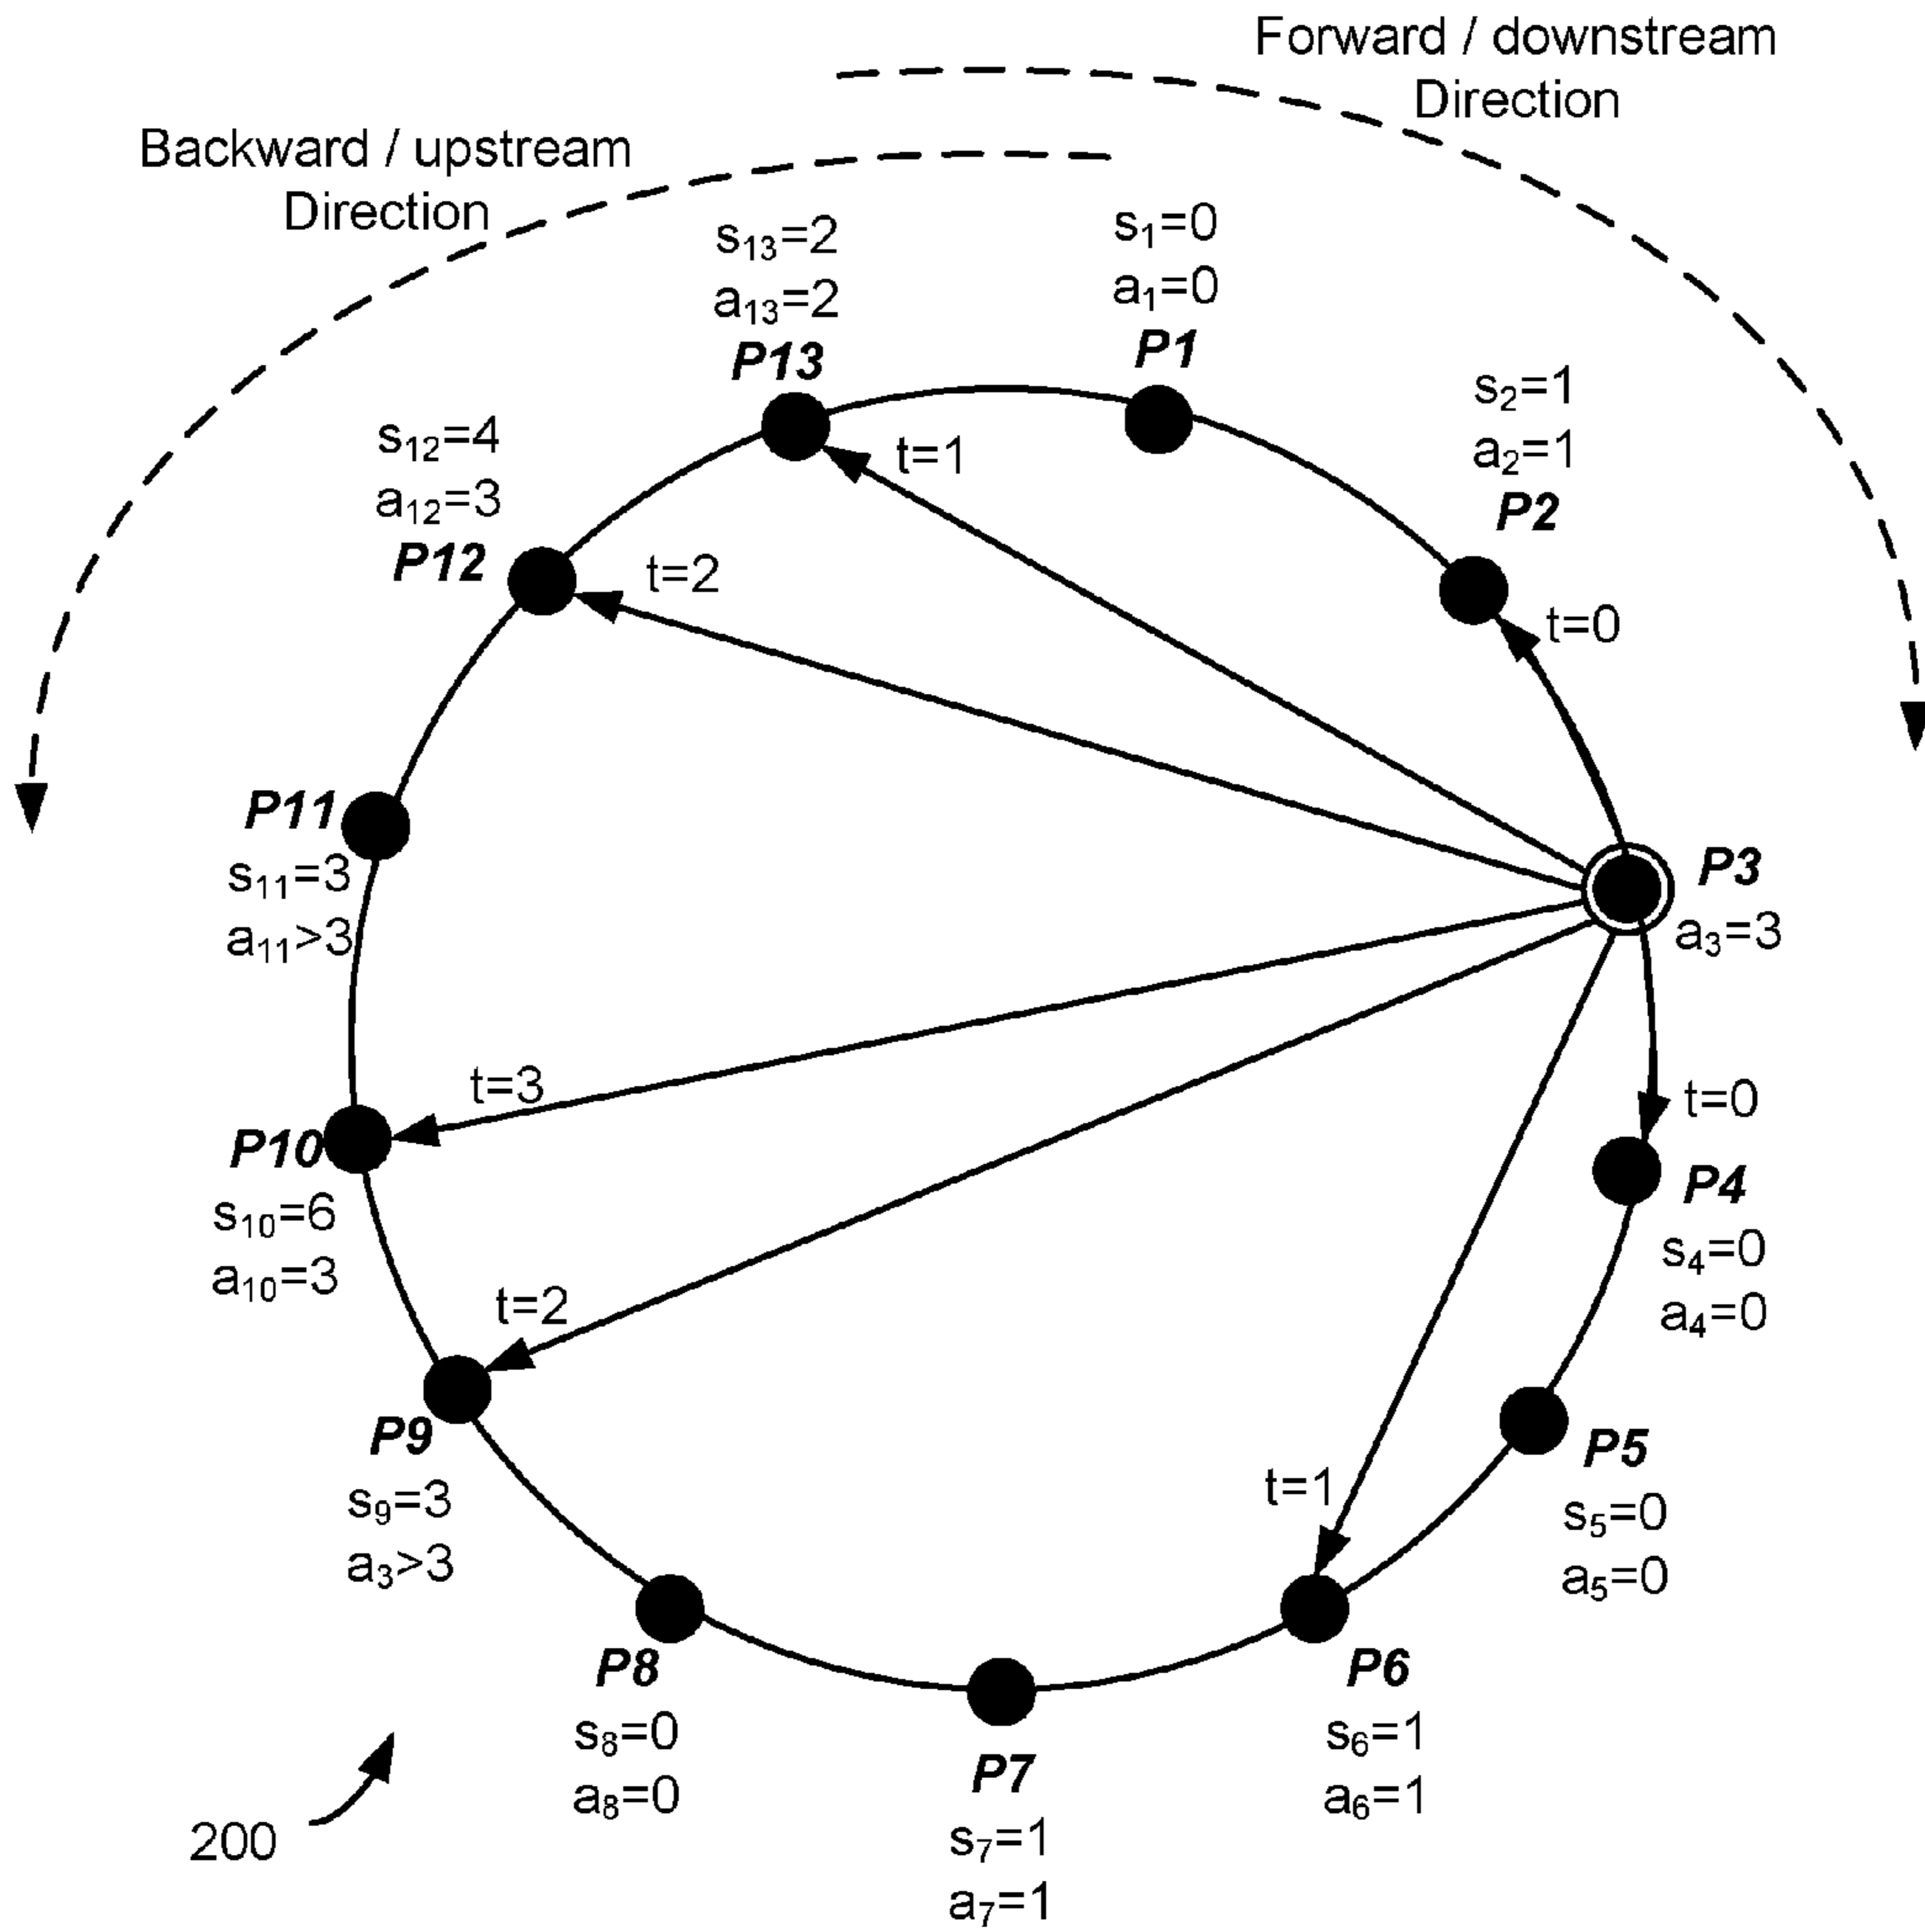 Forward / downstream
Direction
Backward / upstream
Direction
s₁₃=2
a₁₃=2
P13
s₁=0
a₁=0
P1
s₂=1
a₂=1
P2
t=0
t=1
s₁₂=4
a₁₂=3
P12
t=2
P11
s₁₁=3
a₁₁>3
P3
a₃=3
t=3
P10
s₁₀=6
a₁₀=3
t=0
P4
s₄=0
a₄=0
t=2
P9
s₉=3
a₃>3
t=1
P5
s₅=0
a₅=0
P8
s₈=0
a₈=0
P7
s₇=1
a₇=1
P6
s₆=1
a₆=1
200